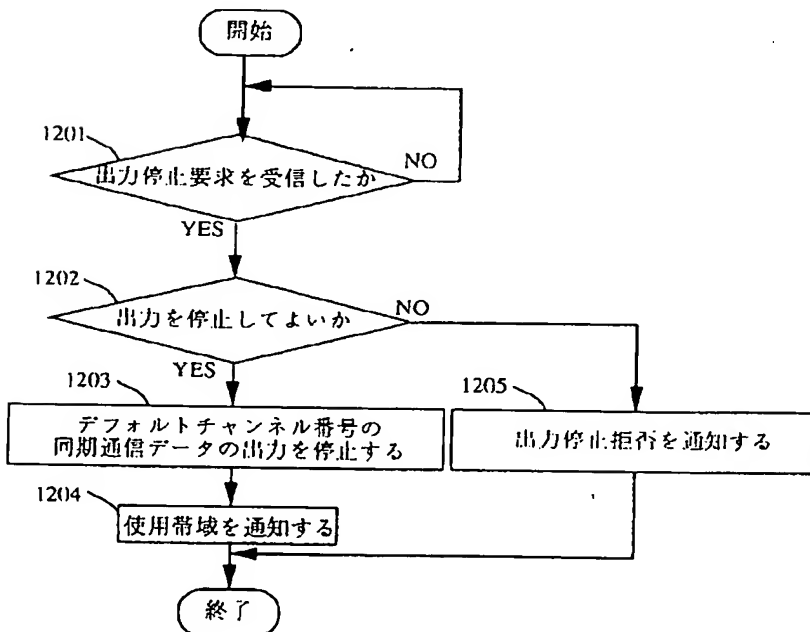 開始
1201
出力停止要求を受信したか
NO
YES
1202
出力を停止してよいか
NO
YES
1203
デフォルトチャンネル番号の
同期通信データの出力を停止する
1205
出力停止拒否を通知する
1204
使用帯域を通知する
終了